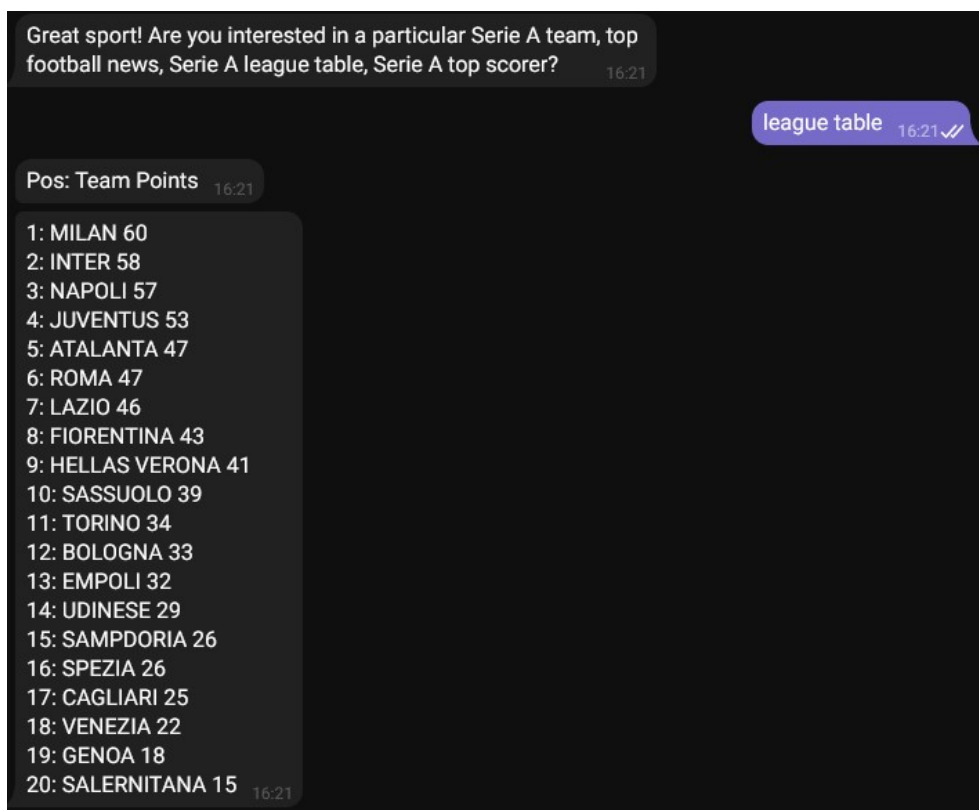 Great sport! Are you interested in a particular Serie A team, top
football news, Serie A league table, Serie A top scorer? 16:21
league table 16:21
Pos: Team Points 16:21
1: MILAN 60
2: INTER 58
3: NAPOLI 57
4: JUVENTUS 53
5: ATALANTA 47
6: ROMA 47
7: LAZIO 46
8: FIORENTINA 43
9: HELLAS VERONA 41
10: SASSUOLO 39
11: TORINO 34
12: BOLOGNA 33
13: EMPOLI 32
14: UDINESE 29
15: SAMPDORIA 26
16: SPEZIA 26
17: CAGLIARI 25
18: VENEZIA 22
19: GENOA 18
20: SALERNITANA 15 16:21